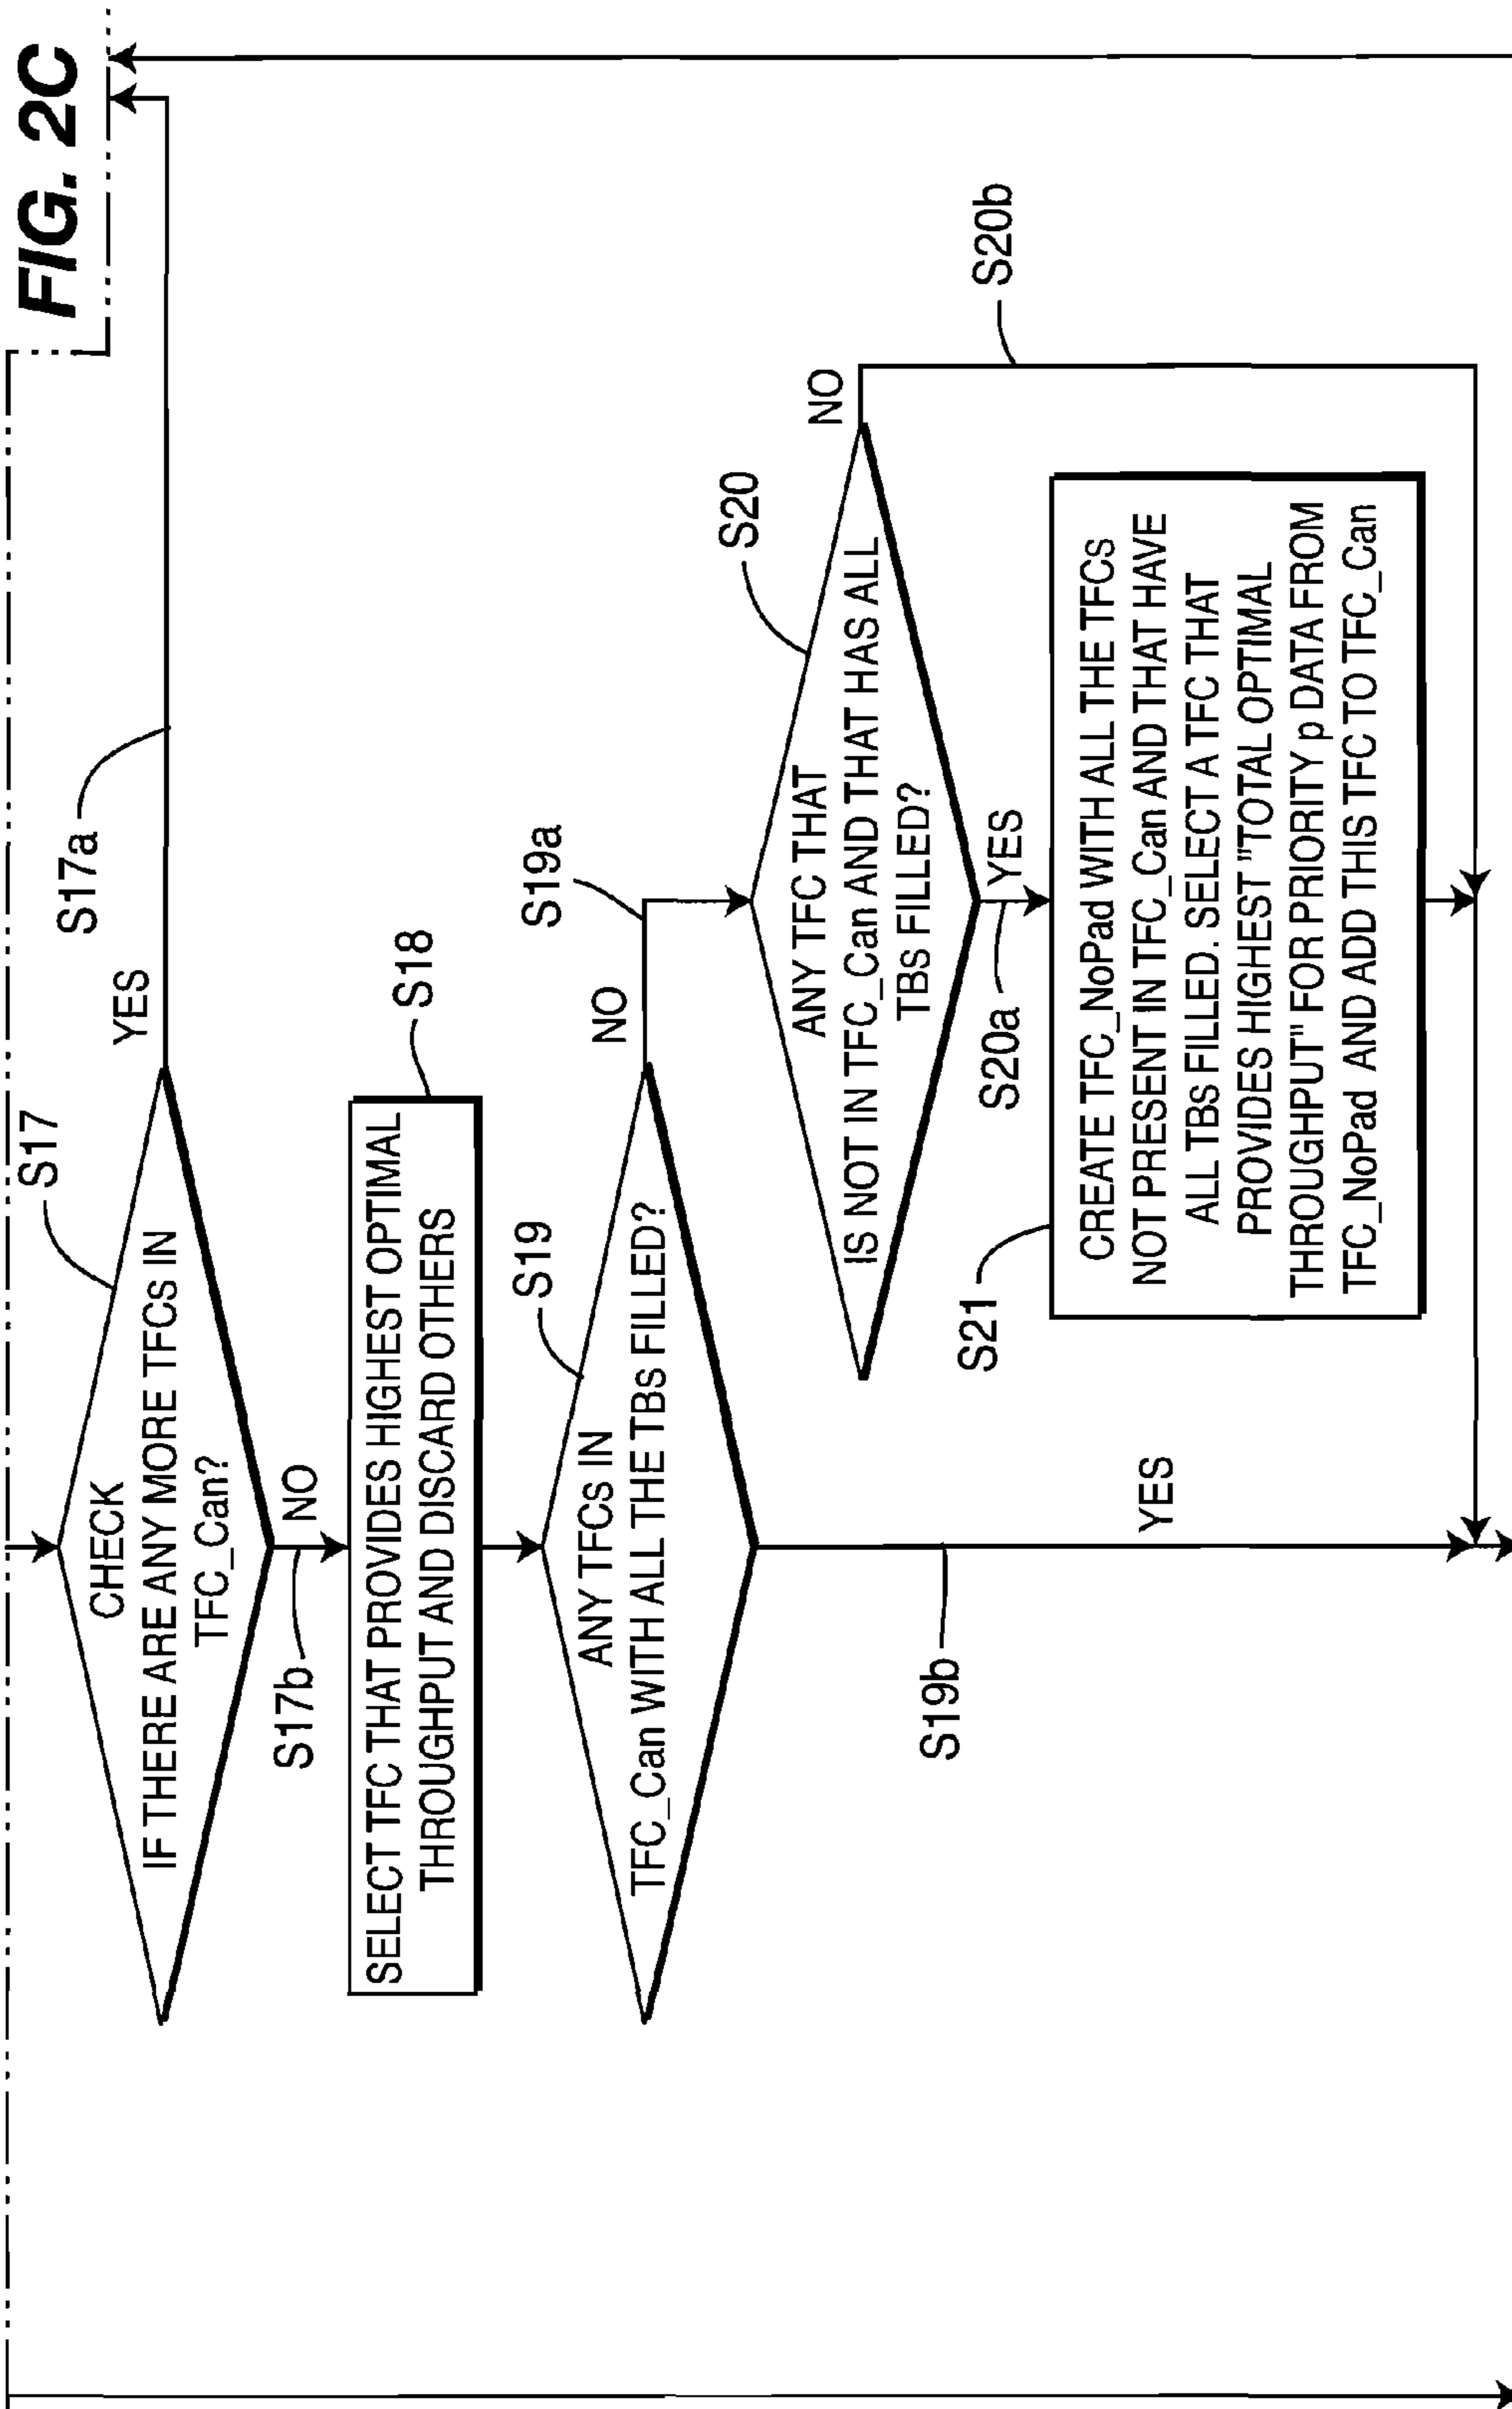 FIG. 2C
S17
CHECK
IF THERE ARE ANY MORE TFCs IN
TFC_Can?
YES
S17a
S17b
NO
S18
SELECT TFC THAT PROVIDES HIGHEST OPTIMAL
THROUGHPUT AND DISCARD OTHERS
S19
ANY TFCs IN
TFC_Can WITH ALL THE TBs FILLED?
NO
S19a
S19b
YES
S20
ANY TFC THAT
IS NOT IN TFC_Can AND THAT HAS ALL
TBs FILLED?
NO
S20b
S20a
YES
S21
CREATE TFC_NoPad WITH ALL THE TFCs
NOT PRESENT IN TFC_Can AND THAT HAVE
ALL TBs FILLED. SELECT A TFC THAT
PROVIDES HIGHEST "TOTAL OPTIMAL
THROUGHPUT" FOR PRIORITY p DATA FROM
TFC_NoPad AND ADD THIS TFC TO TFC_Can